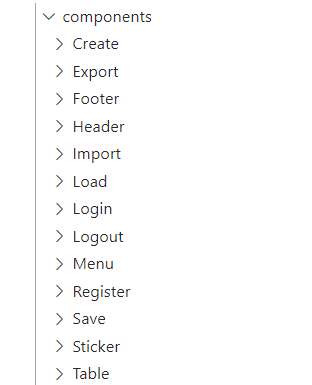 components
Create
Export
Footer
Header
Import
Load
Login
Logout
Menu
Register
Save
Sticker
Table